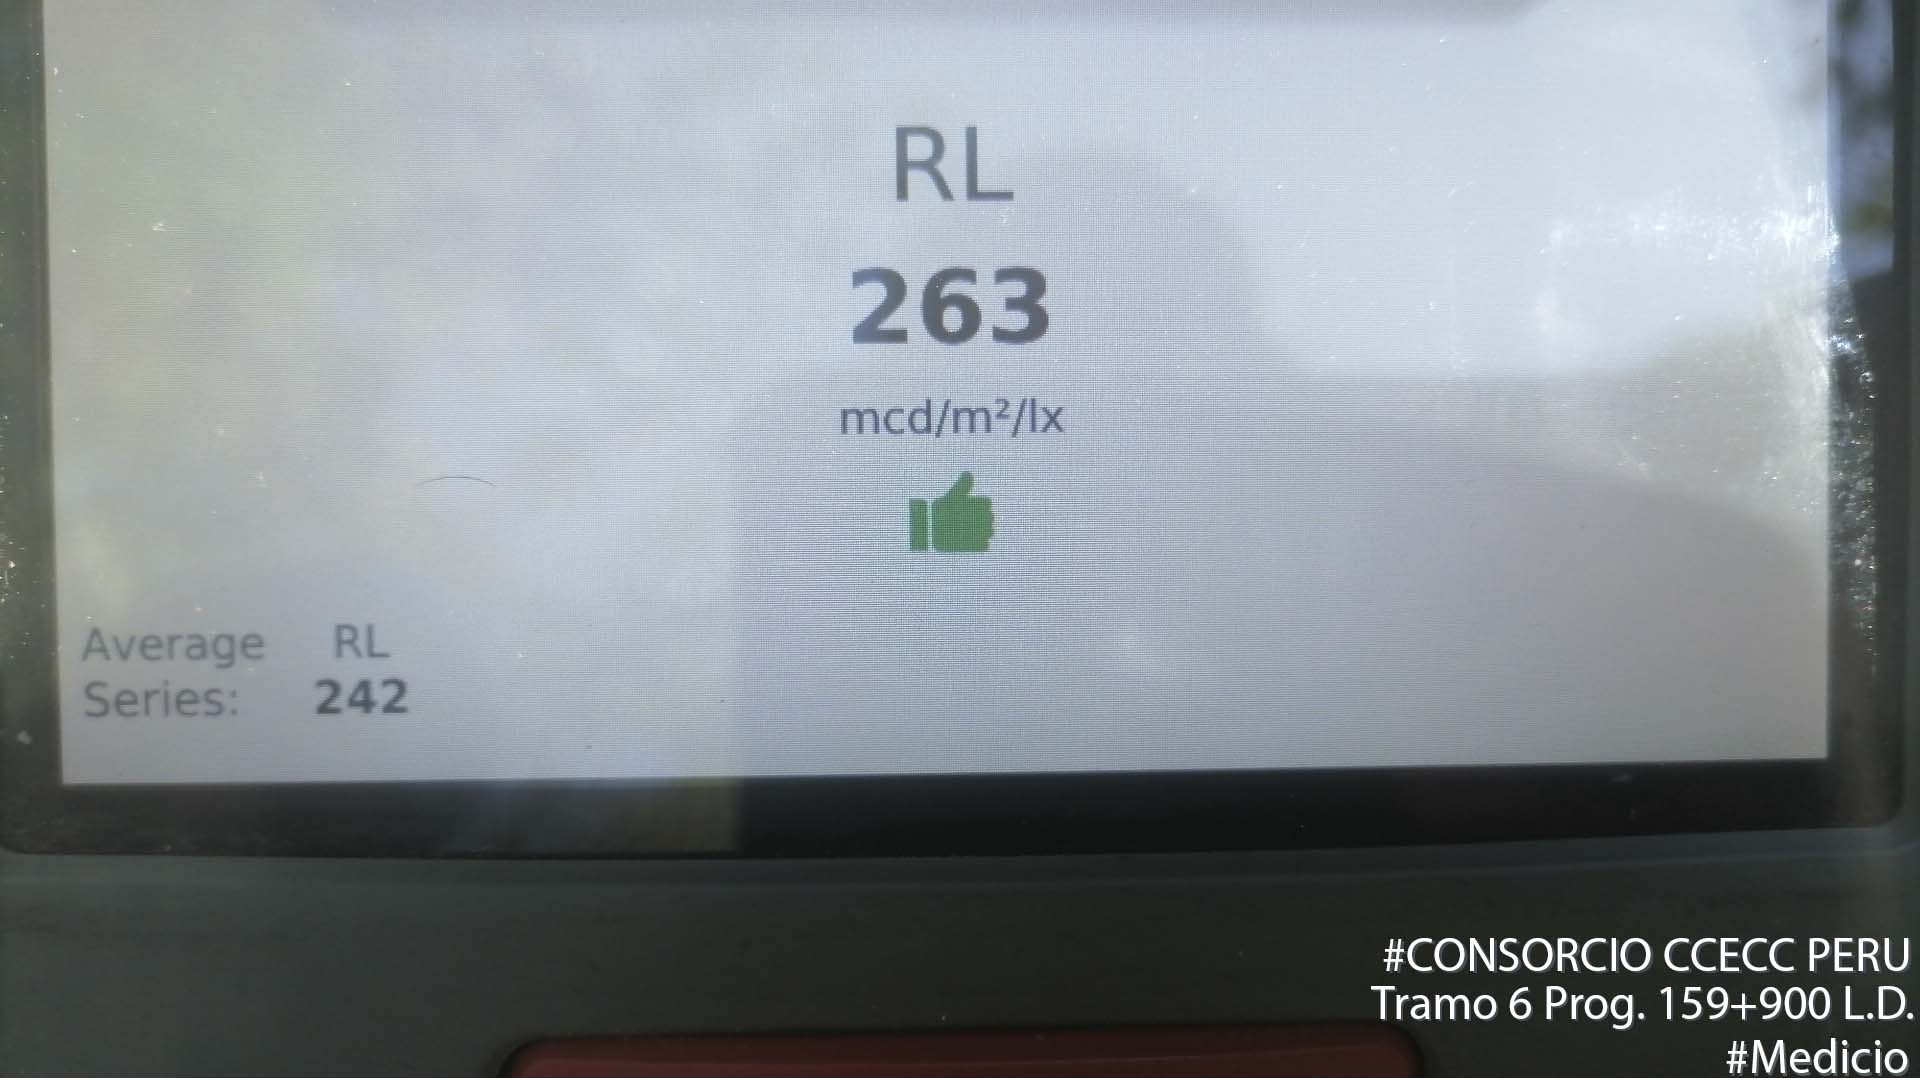 RL
263
mcd/m²/lx
Average RL
Series: 242
#CONSORCIO CCECC PERU
Tramo 6 Prog. 159+900 L.D.
#Medicio